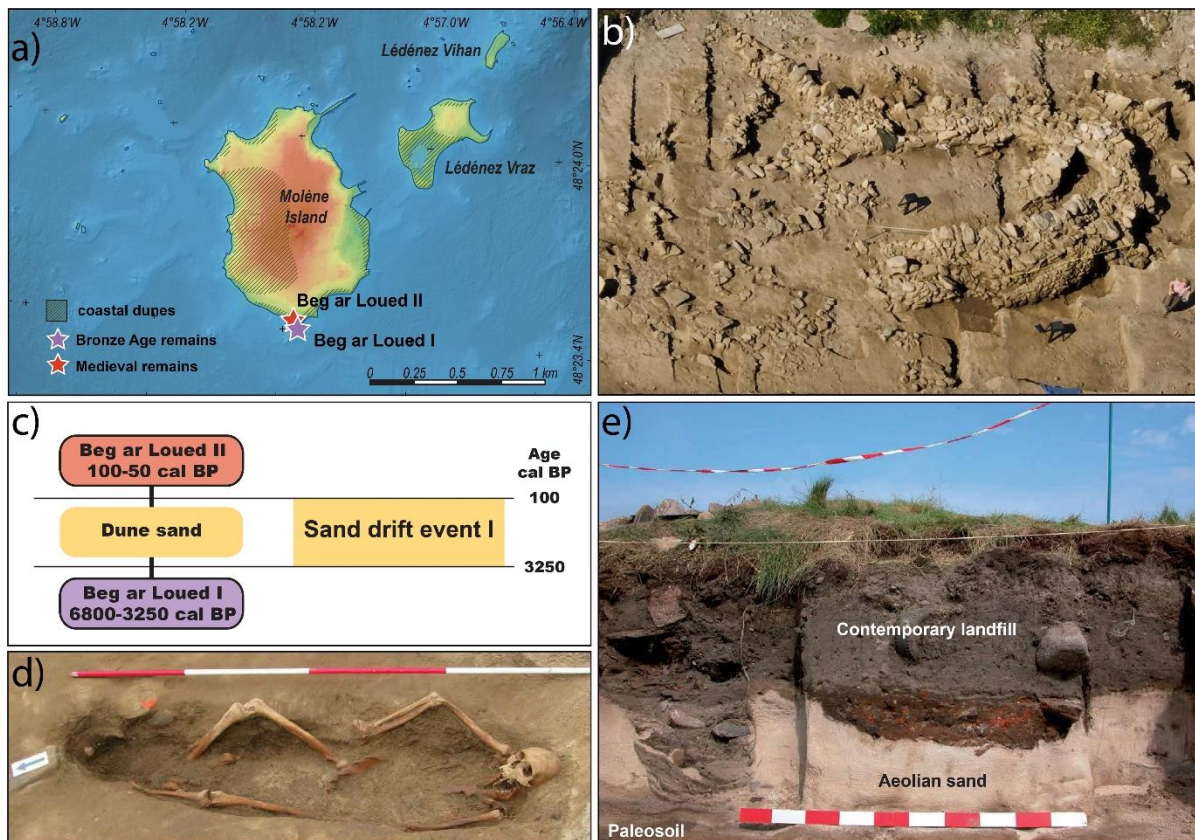 a)
4°58.8'W
4°58.2'W
4°58.2'W
4°57.0'W
4°56.4'W
Lédénez Vihan
Lédénez Vraz
48°24.0'N
Molène
Island
Beg ar Loued II
coastal dunes
Bronze Age remains
Beg ar Loued I
Medieval remains
48°23.4'N
0 0.25 0.5 0.75 1 km
b)
c)
Beg ar Loued II
100-50 cal BP
Age
cal BP
100
Dune sand
Sand drift event I
3250
Beg ar Loued I
6800-3250 cal BP
d)
e)
Contemporary landfill
Aeolian sand
Paleosoil